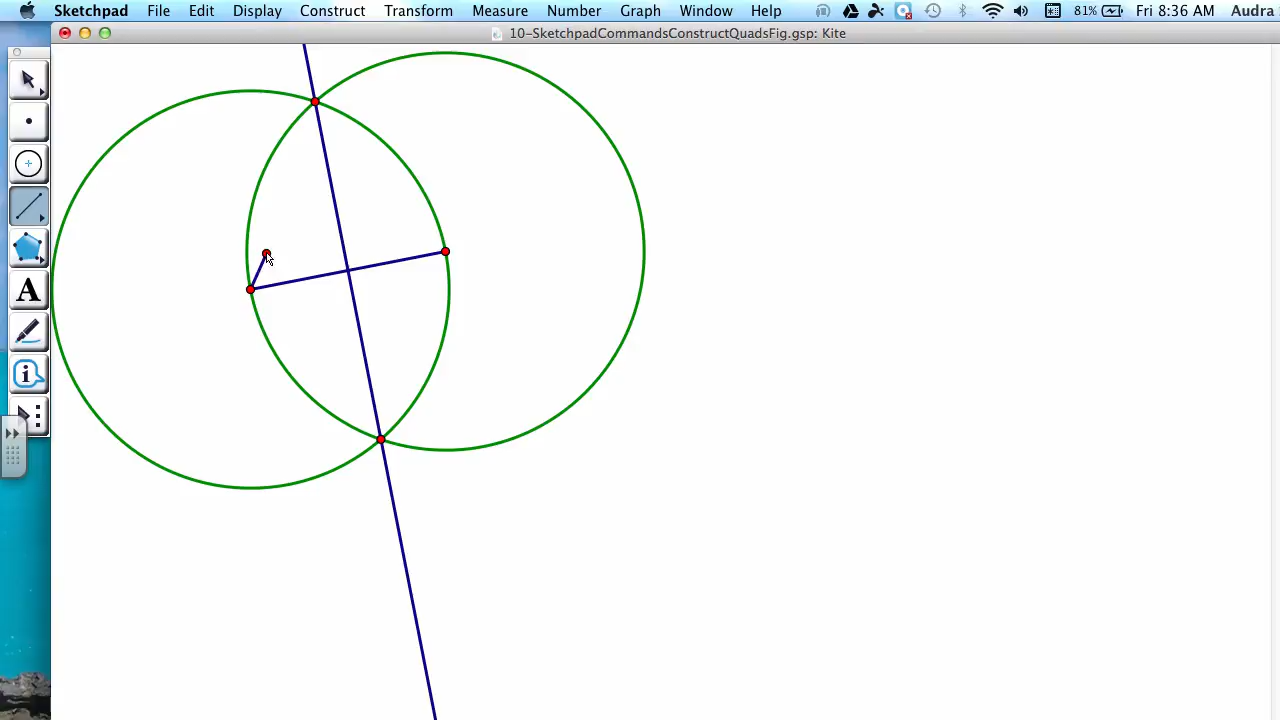 Sketchpad File Edit Display Construct Transform Measure Number Graph Window Help 81% Fri 8:36 AM Audra
10-SketchpadCommandsConstructQuadsFig.gsp: Kite
A
i